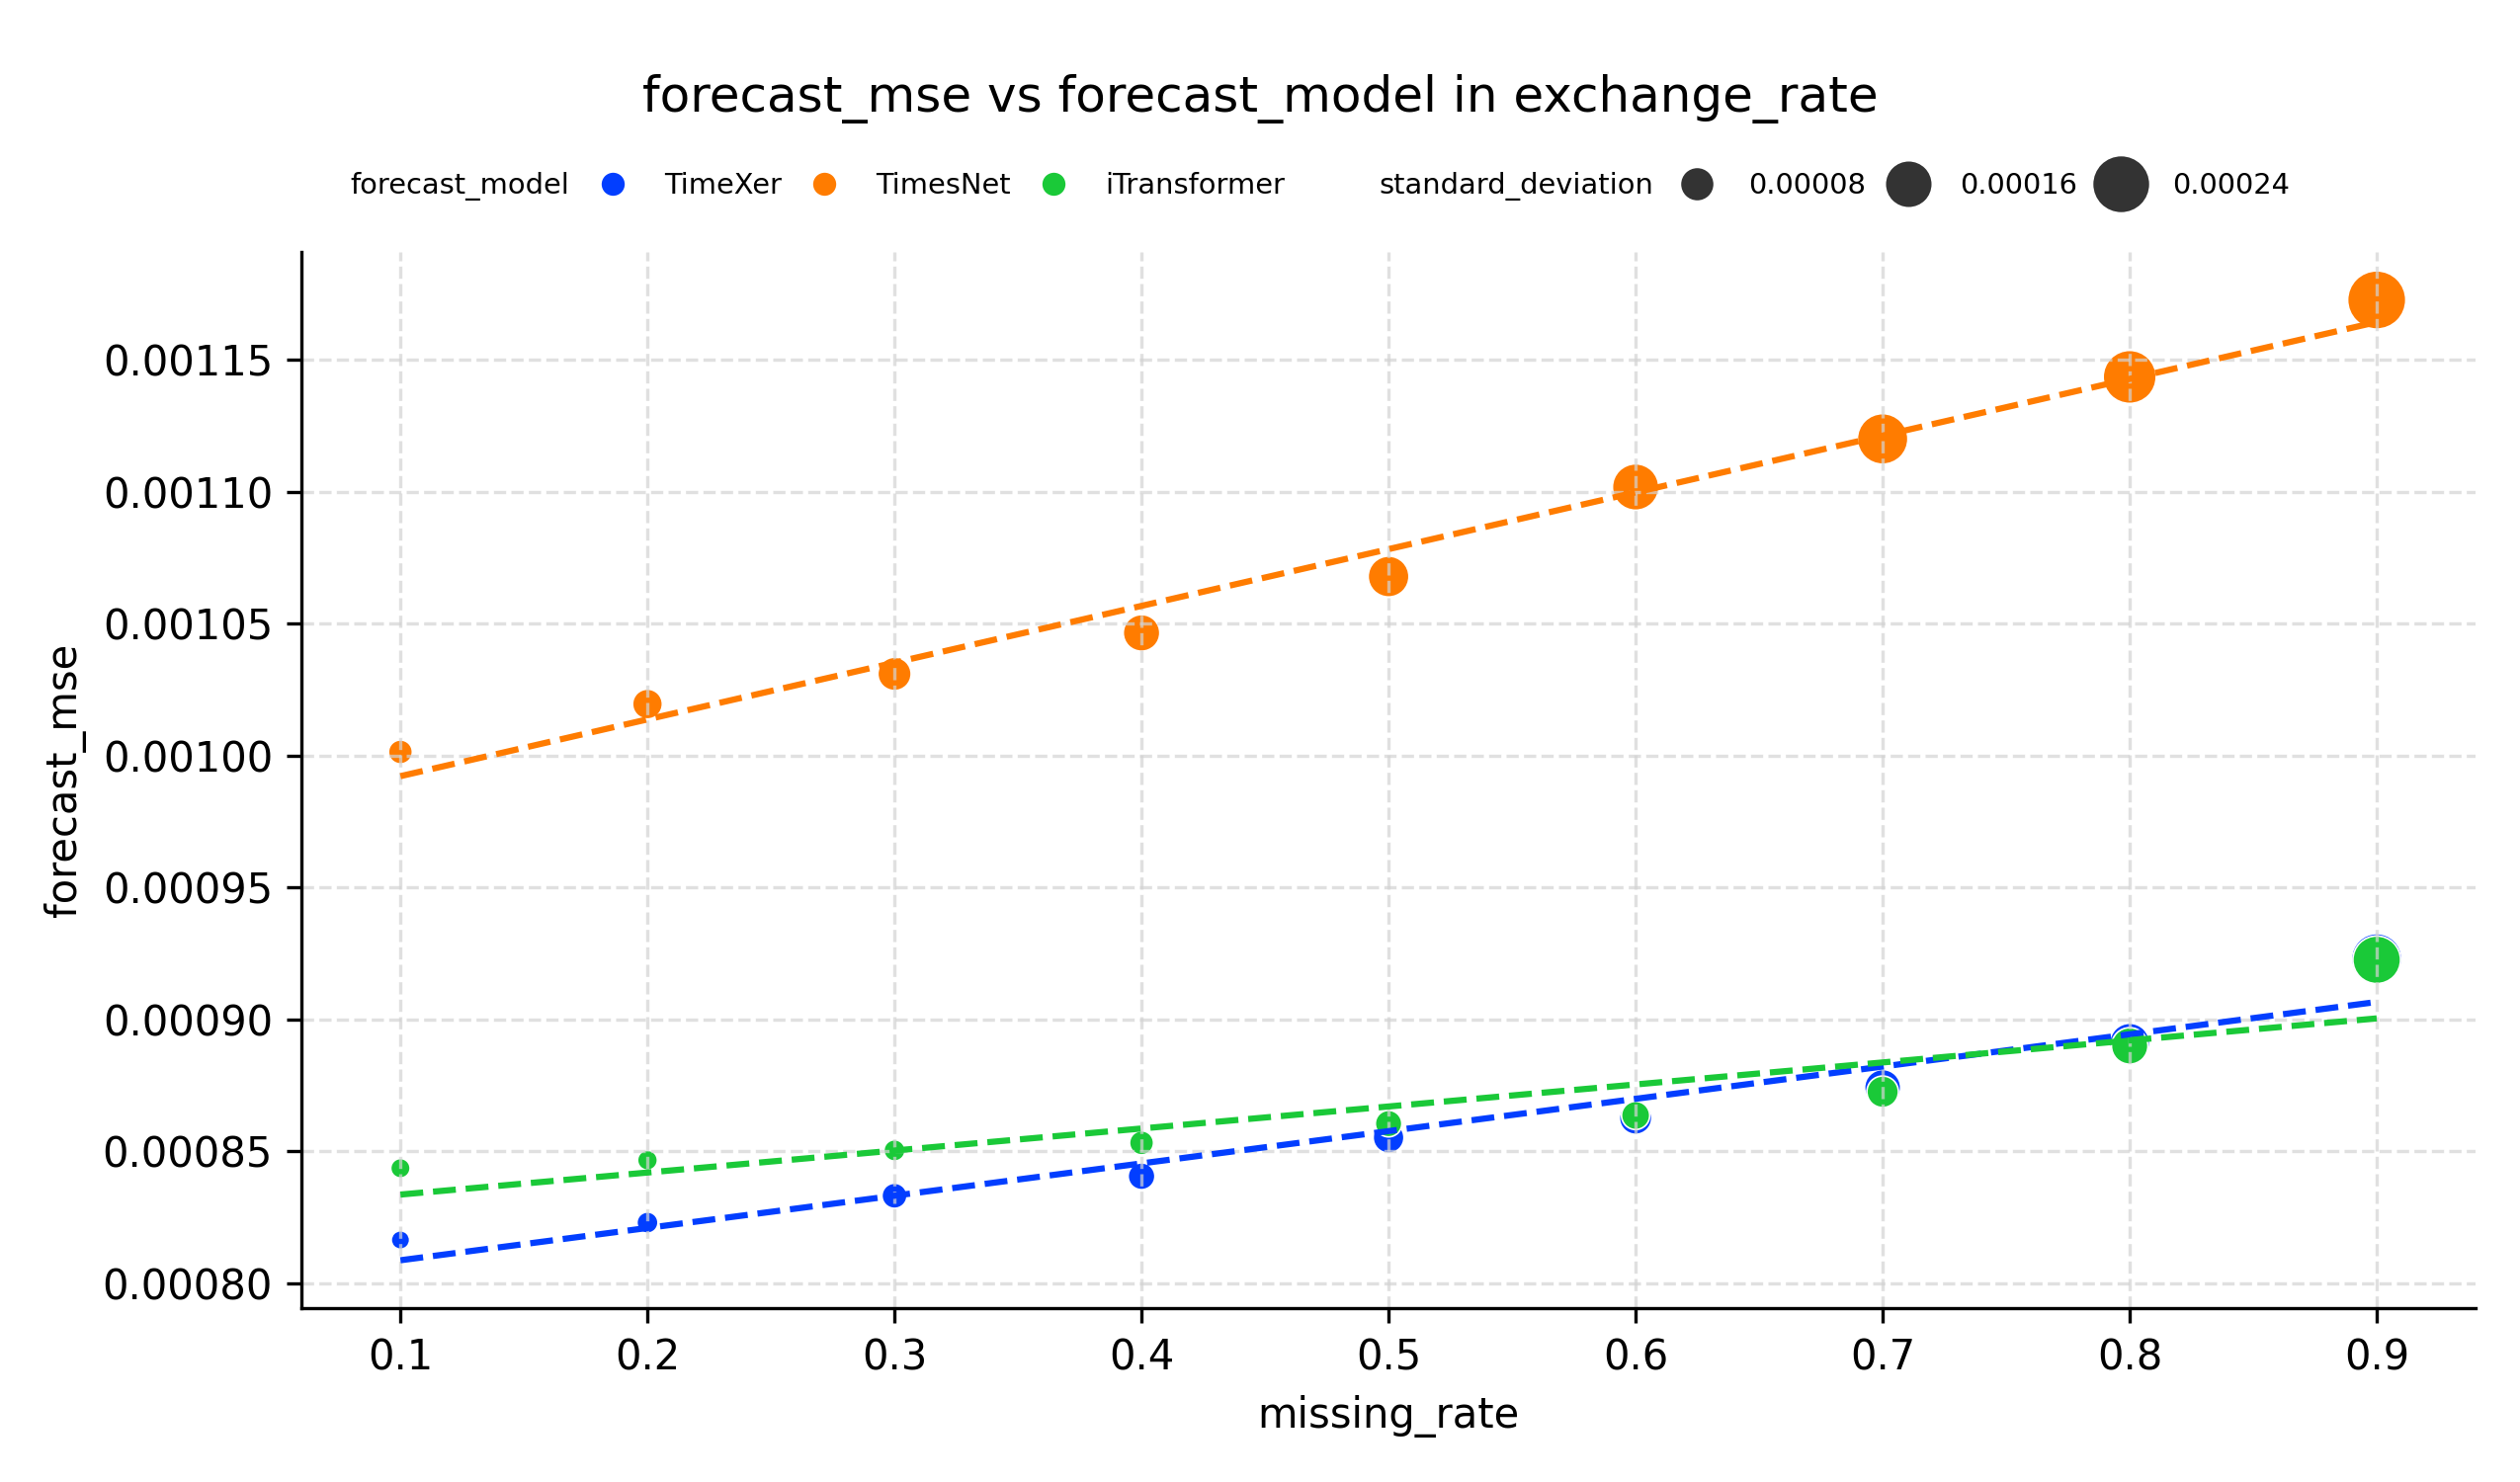 forecast_mse vs forecast_model in exchange_rate
forecast_model TimeXer TimesNet iTransformer standard_deviation 0.00008 0.00016 0.00024
forecast_mse
0.00115
0.00110
0.00105
0.00100
0.00095
0.00090
0.00085
0.00080
0.1 0.2 0.3 0.4 0.5 0.6 0.7 0.8 0.9
missing_rate